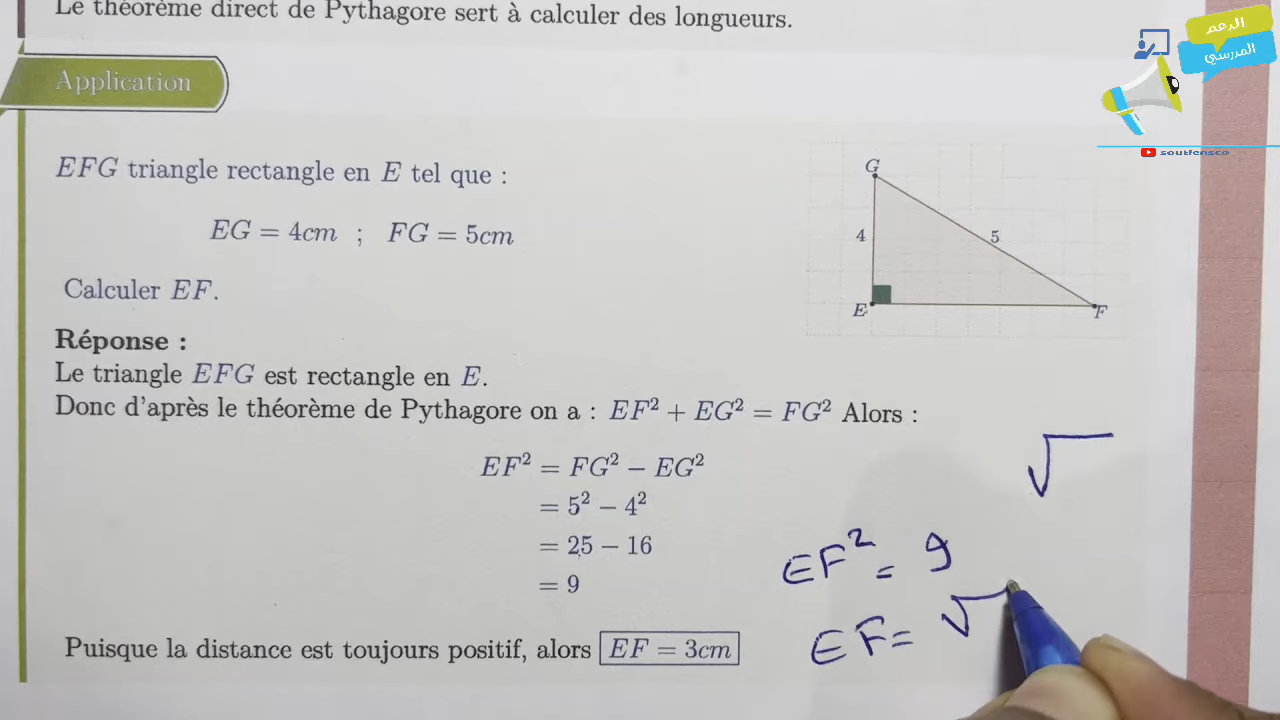 Le théorème direct de Pythagore sert à calculer des longueurs.
الدعم
المدرسي
soutiensco
Application
EFG triangle rectangle en E tel que :
EG = 4cm ; FG = 5cm
Calculer EF.
G
4
5
E
F
Réponse :
Le triangle EFG est rectangle en E.
Donc d'après le théorème de Pythagore on a : EF² + EG² = FG² Alors :
EF² = FG² − EG²
= 5² − 4²
= 25 − 16
= 9
Puisque la distance est toujours positif, alors EF = 3cm
√
EF² = 9
EF = √